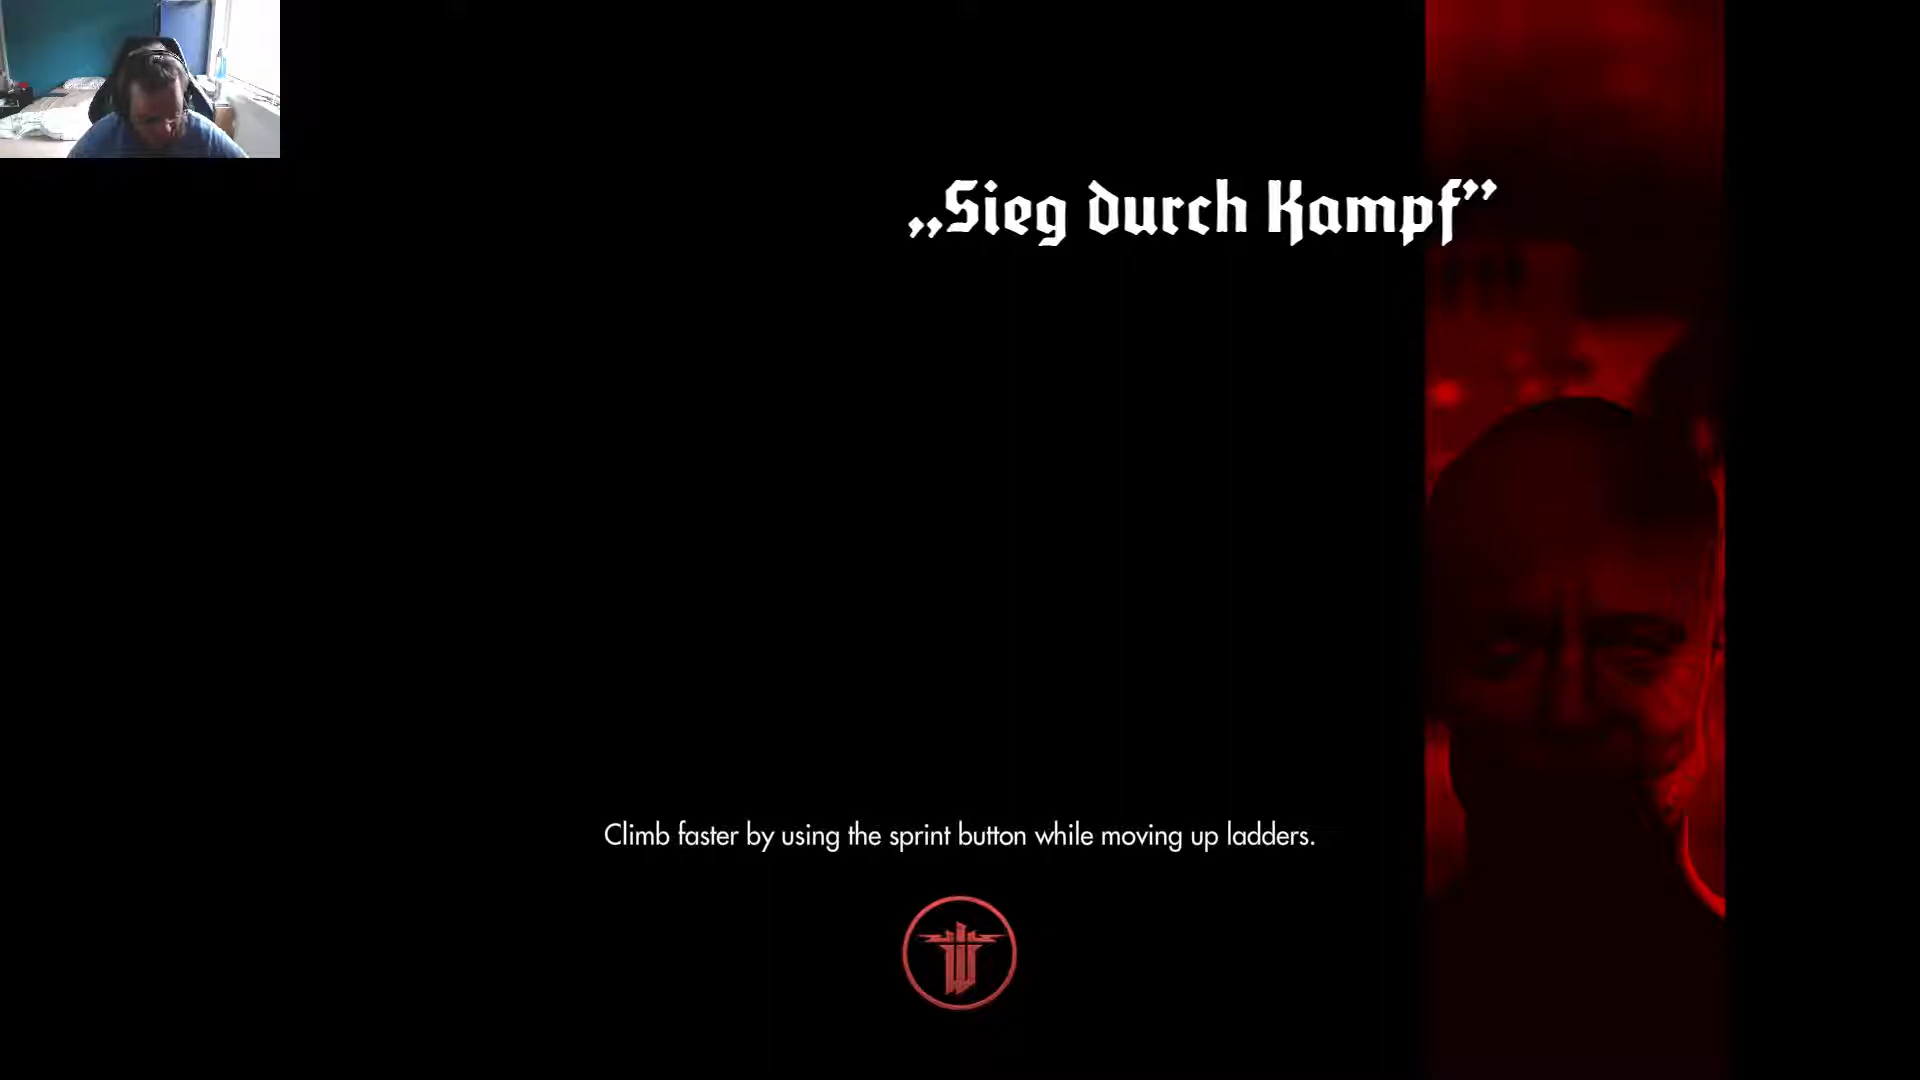 „Sieg durch Kampf”
Climb faster by using the sprint button while moving up ladders.